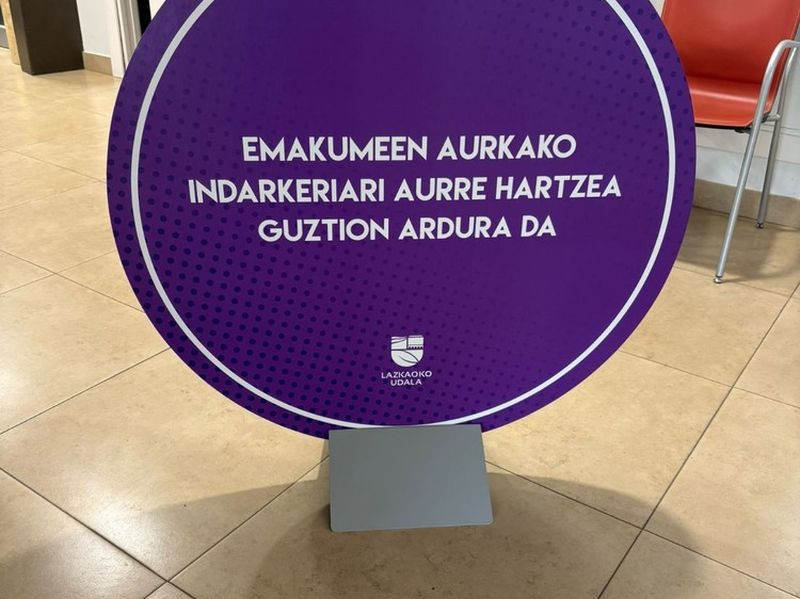 EMAKUMEEN AURKAKO
INDARKERIARI AURRE HARTZEA
GUZTION ARDURA DA
LAZKAOKO
UDALA